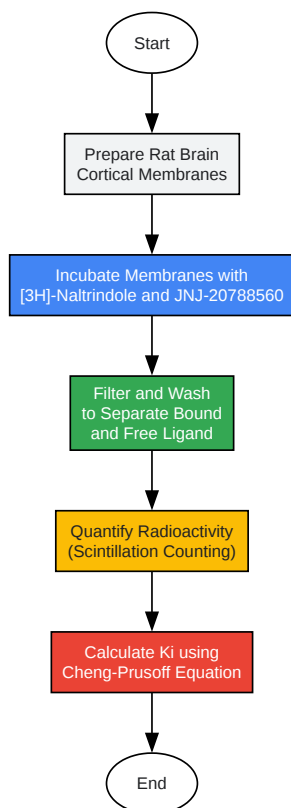 Start
Prepare Rat Brain
Cortical Membranes
Incubate Membranes with
[3H]-Naltrindole and JNJ-20788560
Filter and Wash
to Separate Bound
and Free Ligand
Quantify Radioactivity
(Scintillation Counting)
Calculate Ki using
Cheng-Prusoff Equation
End